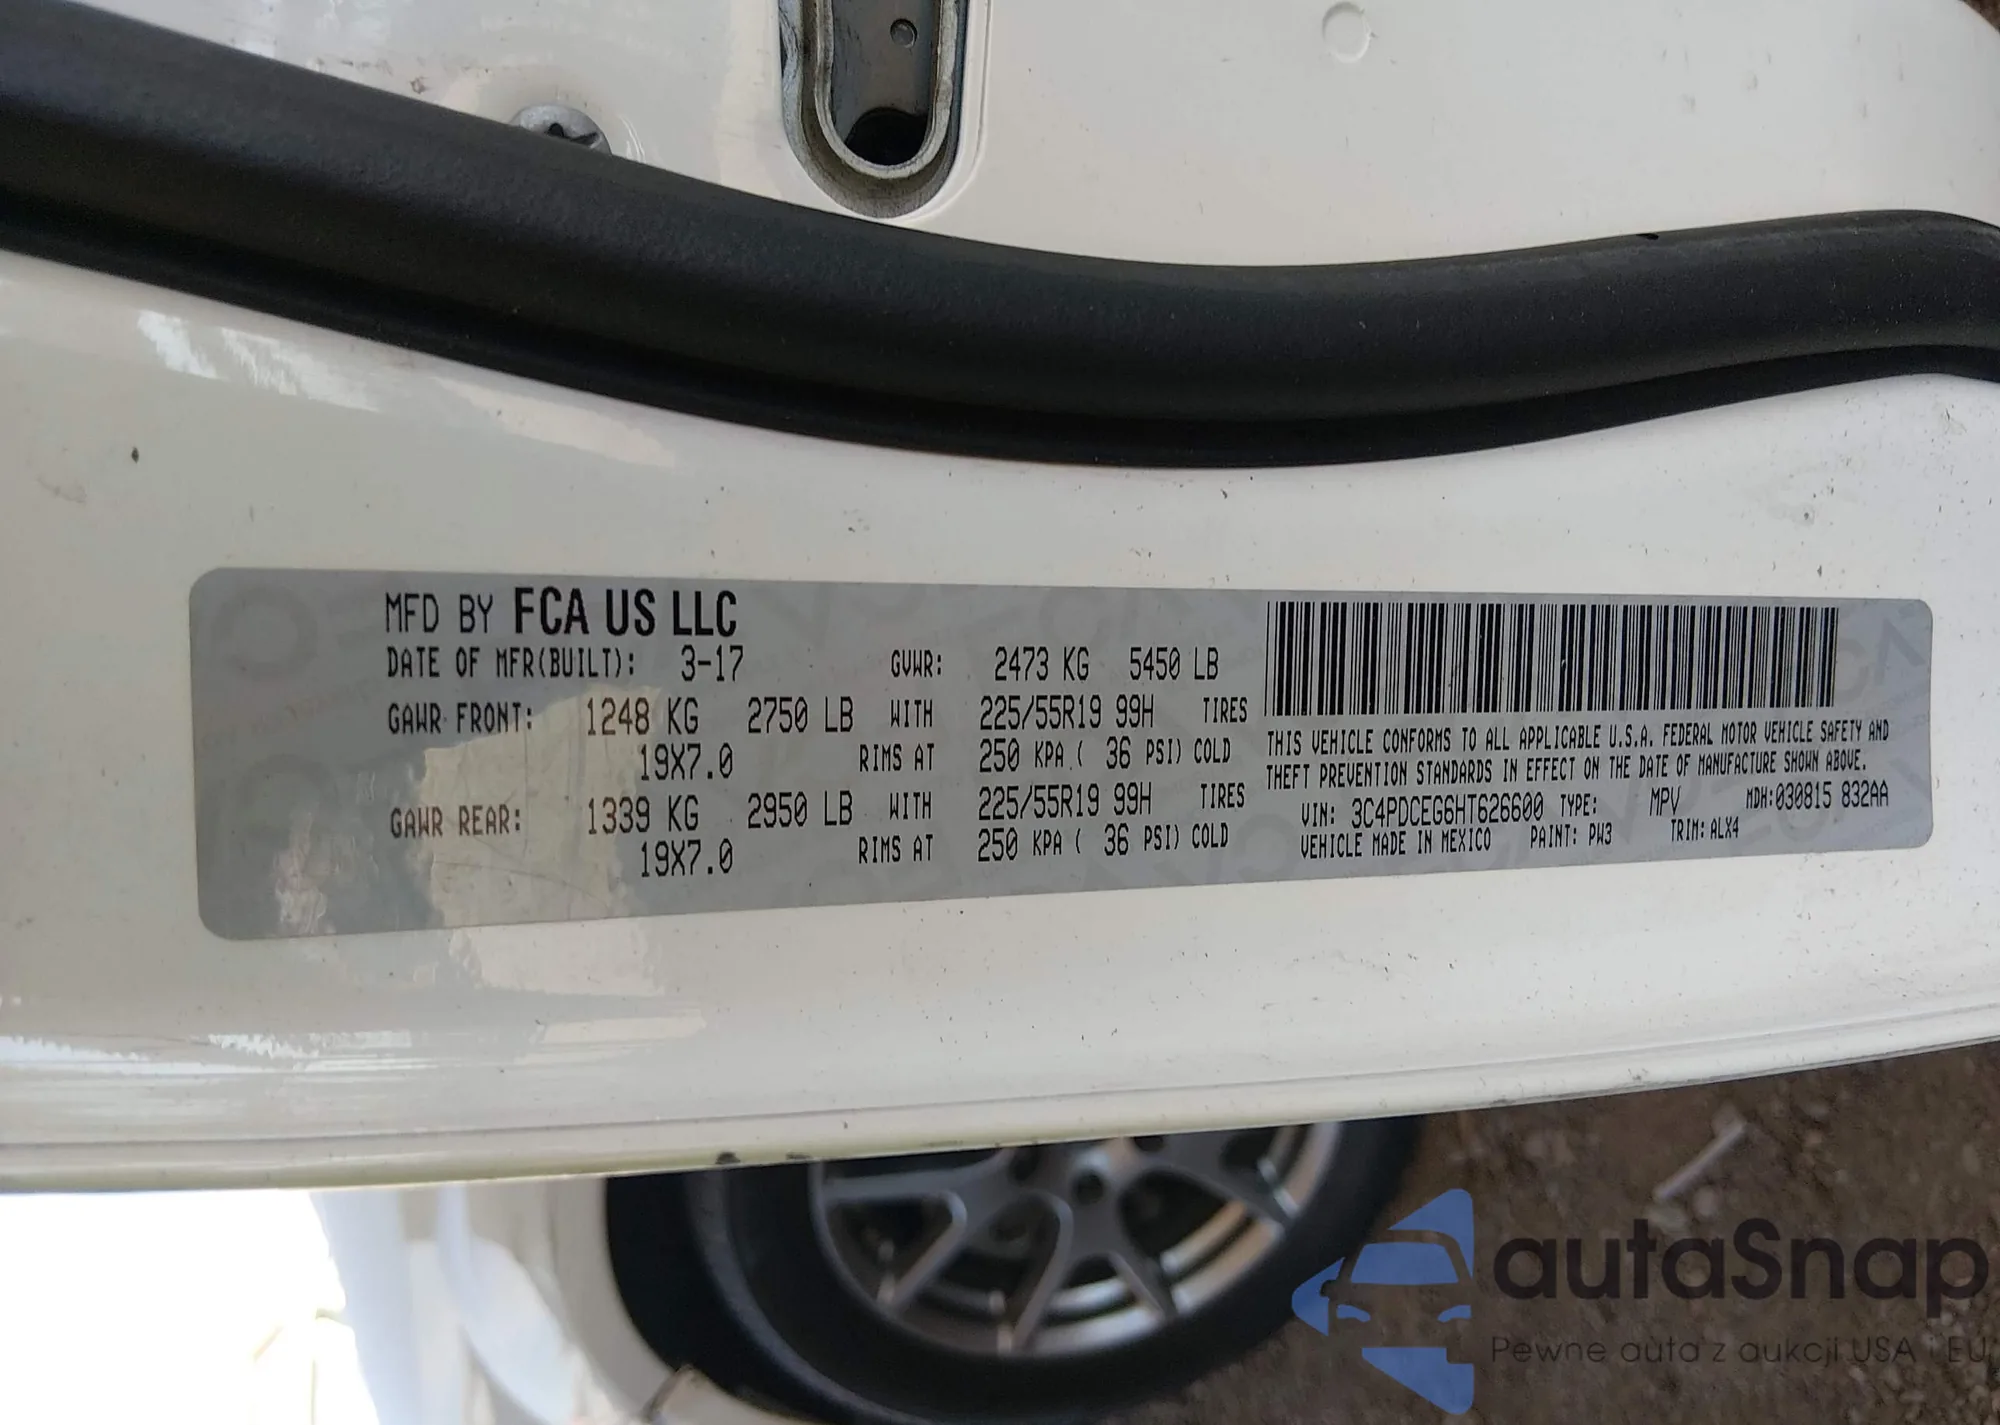 MFD BY FCA US LLC
DATE OF MFR(BUILT): 3-17 GVWR: 2473 KG 5450 LB
GAWR FRONT: 1248 KG 2750 LB WITH 225/55R19 99H TIRES
19X7.0 RIMS AT 250 KPA ( 36 PSI) COLD
GAWR REAR: 1339 KG 2950 LB WITH 225/55R19 99H TIRES
19X7.0 RIMS AT 250 KPA ( 36 PSI) COLD
THIS VEHICLE CONFORMS TO ALL APPLICABLE U.S.A. FEDERAL MOTOR VEHICLE SAFETY AND
THEFT PREVENTION STANDARDS IN EFFECT ON THE DATE OF MANUFACTURE SHOWN ABOVE.
VIN: 3C4PDCEG6HT626600 TYPE: MPV MDH:030815 832AA
VEHICLE MADE IN MEXICO PAINT: PW3 TRIM: ALX4
autaSnap
Pewne auta z aukcji USA i EU